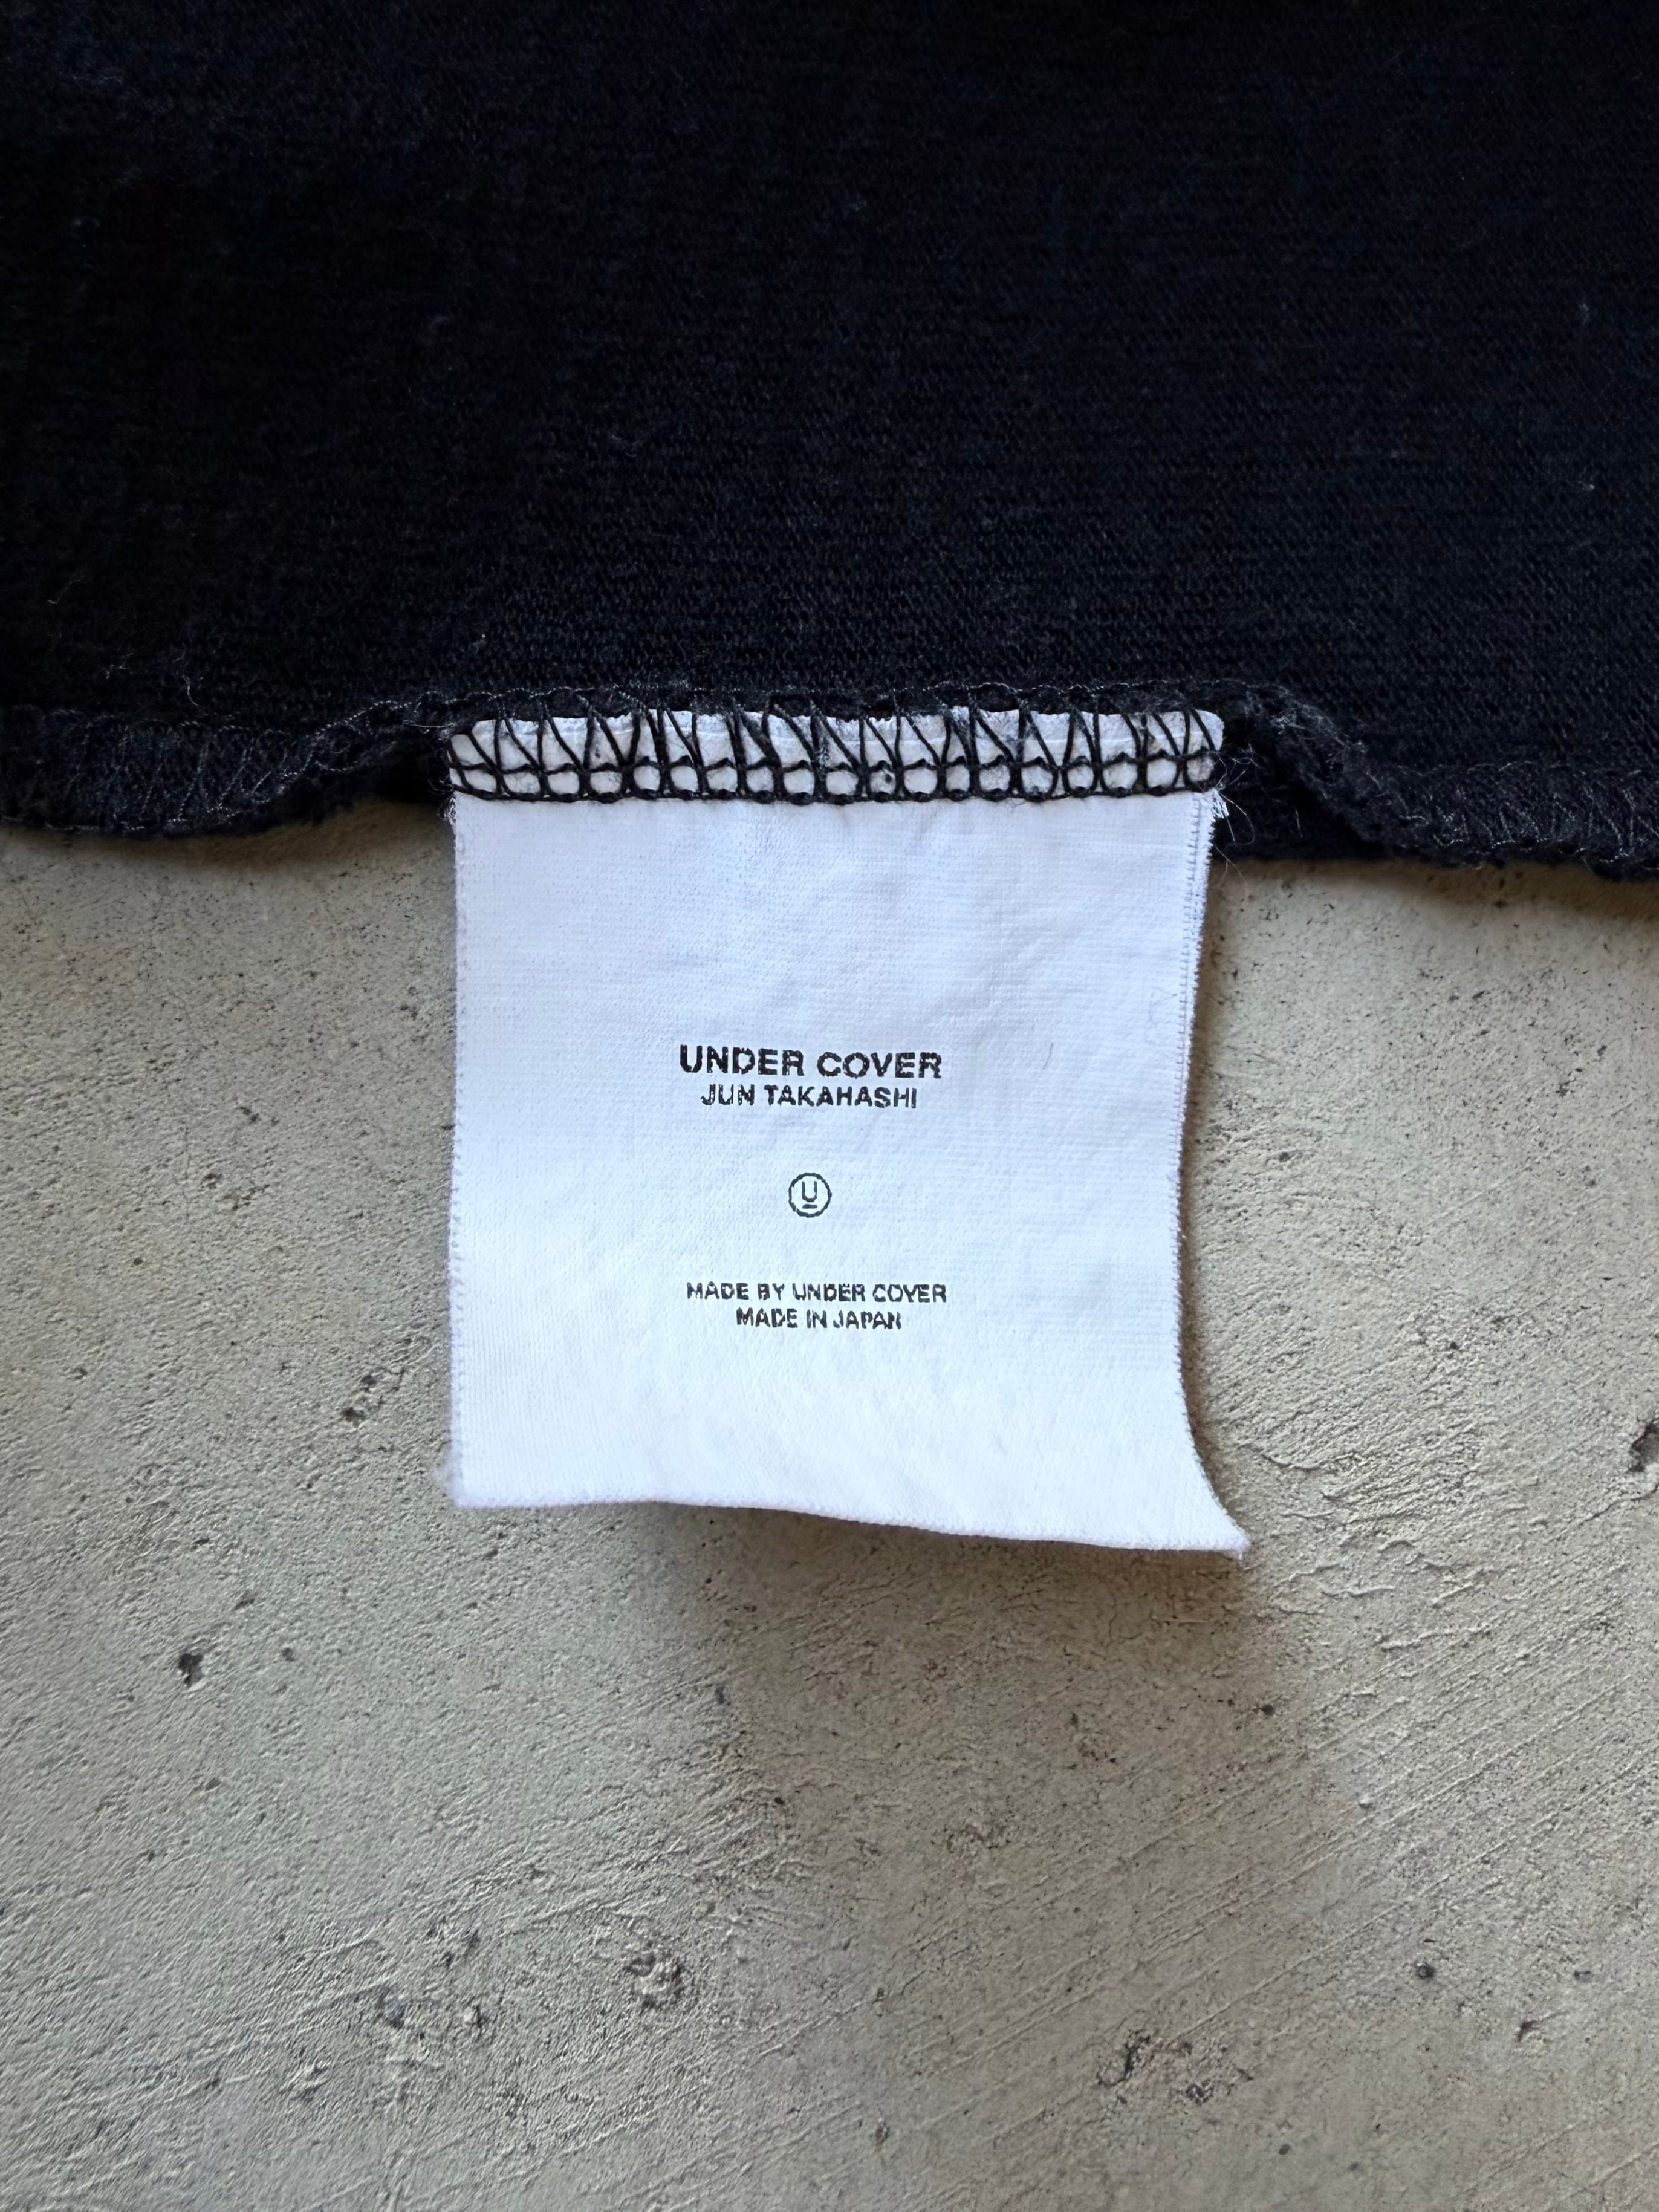 UNDER COVER
JUN TAKAHASHI
U
MADE BY UNDER COVER
MADE IN JAPAN